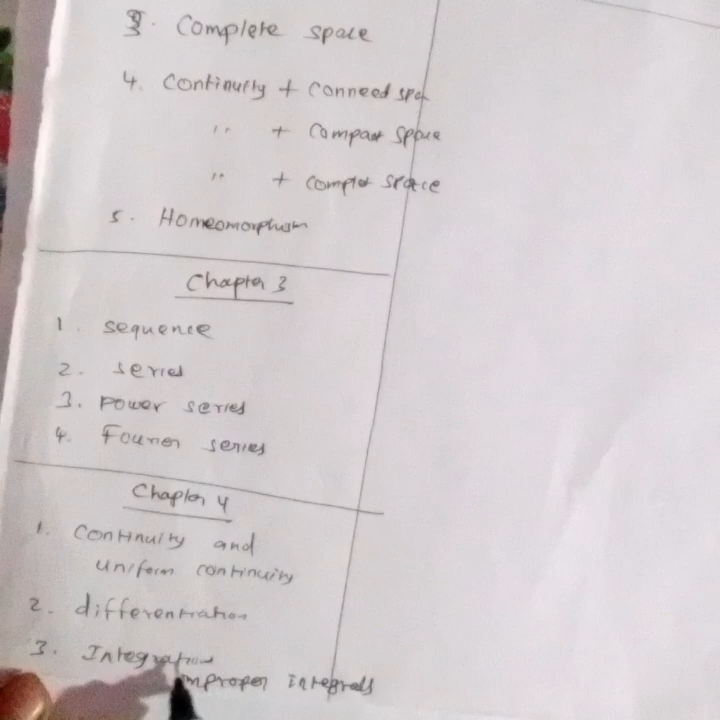 3. Complete space
4. Continuity + conneed spa
" + Compact space
" + complet space
5. Homeomorphism
Chapter 3
1. sequence
2. series
3. power series
4. Fourier series
Chapter 4
1. Continuity and
uniform continuity
2. differentiation
3. Integration
improper integrals